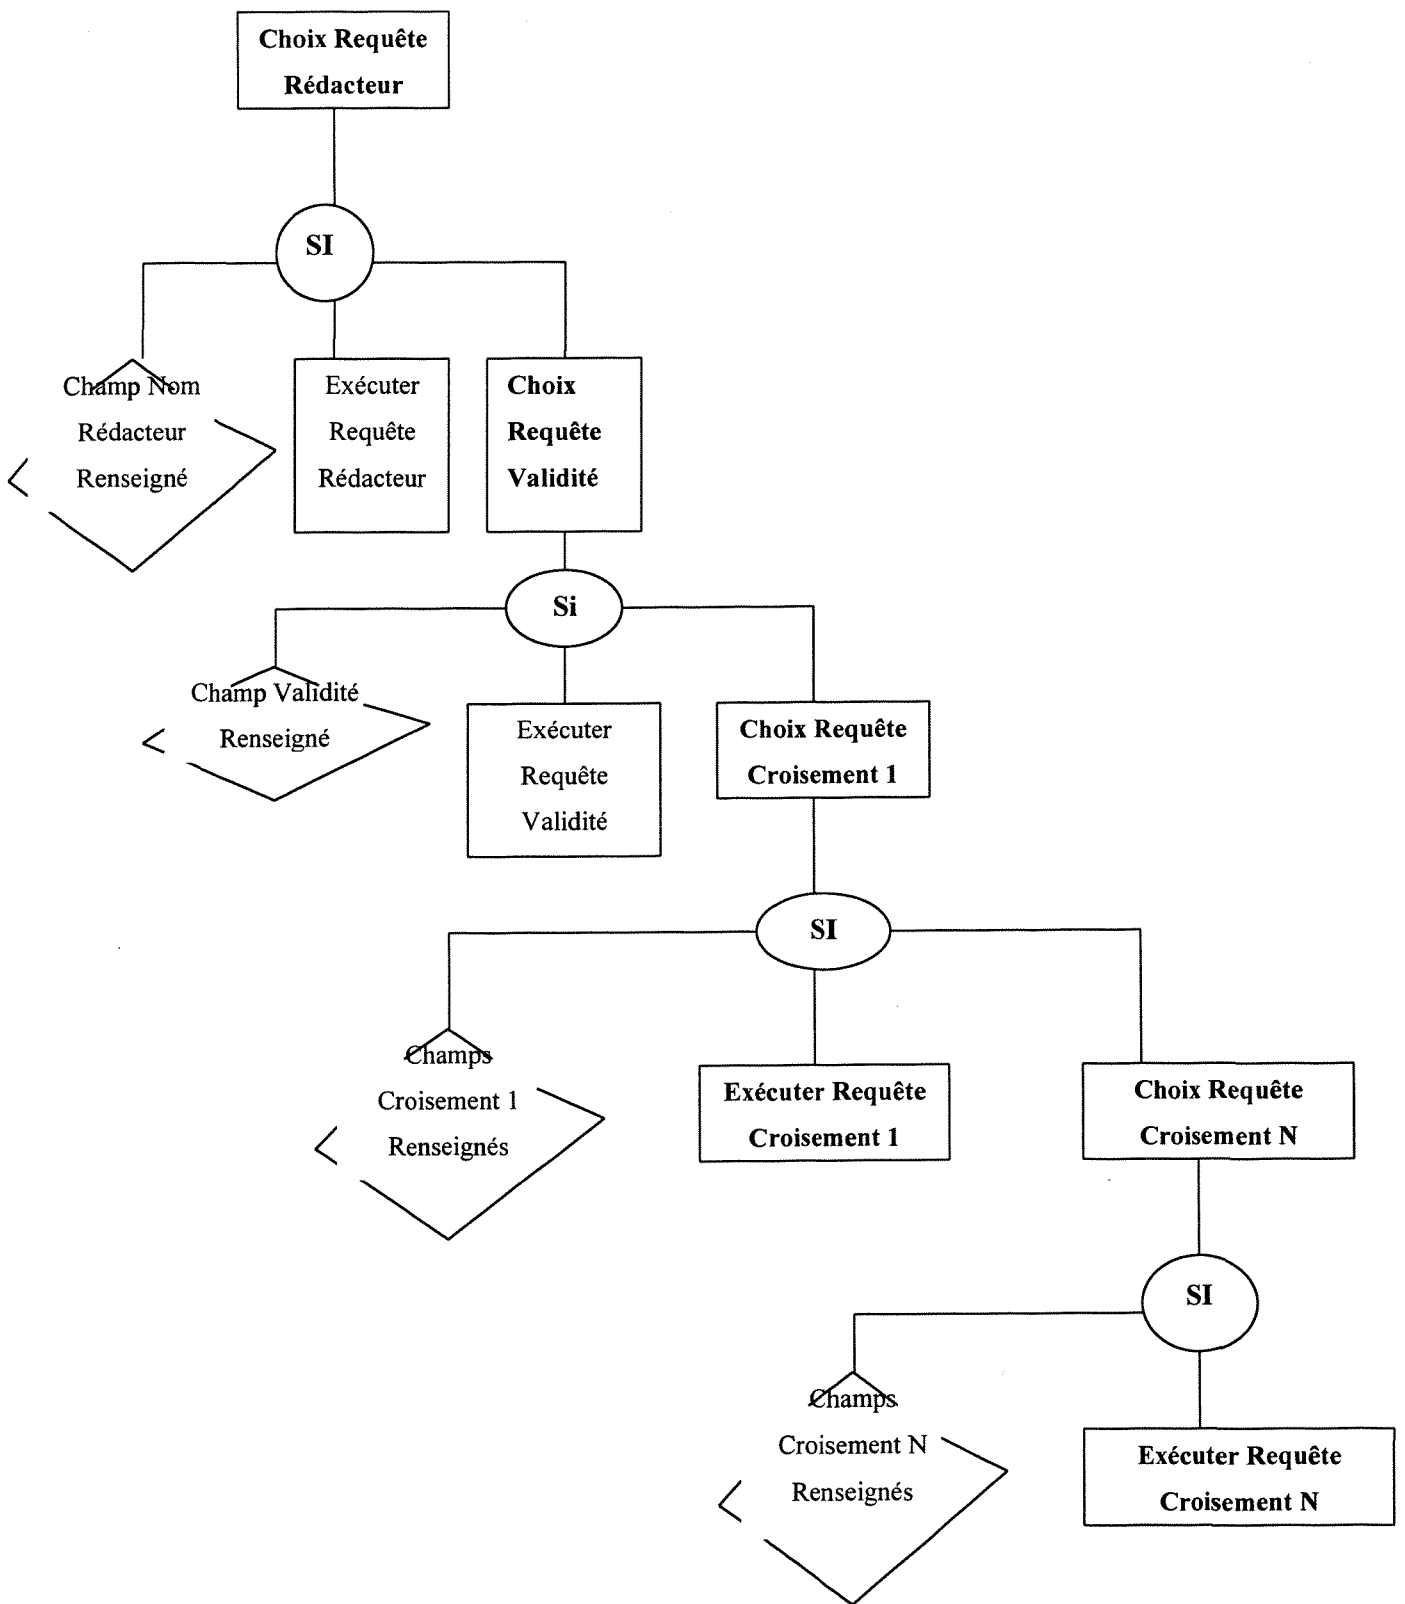 Choix Requête
Rédacteur
SI
Champ Nom
Rédacteur
Renseigné
Exécuter
Requête
Rédacteur
Choix
Requête
Validité
Si
Champ Validité
Renseigné
Exécuter
Requête
Validité
Choix Requête
Croisement 1
SI
Champs
Croisement 1
Renseignés
Exécuter Requête
Croisement 1
Choix Requête
Croisement N
SI
Champs
Croisement N
Renseignés
Exécuter Requête
Croisement N